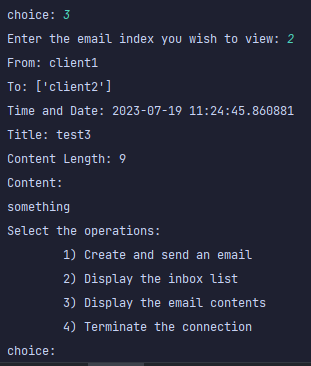 choice: 3
Enter the email index you wish to view: 2
From: client1
To: ['client2']
Time and Date: 2023-07-19 11:24:45.860881
Title: test3
Content Length: 9
Content:
something
Select the operations:
1) Create and send an email
2) Display the inbox list
3) Display the email contents
4) Terminate the connection
choice: